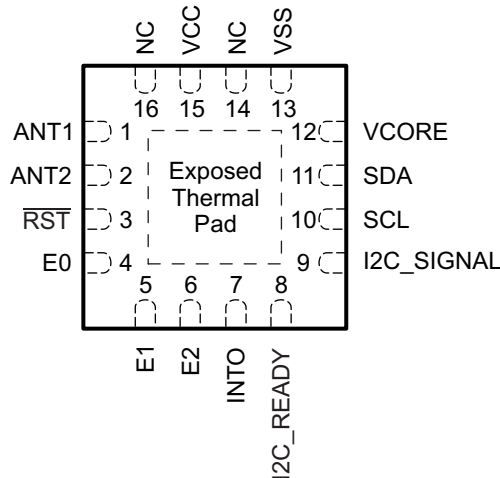 NC
VCC
NC
VSS
16
15
14
13
ANT1
1
12
VCORE
ANT2
2
Exposed
11
SDA
Thermal
RST
3
Pad
10
SCL
E0
4
9
I2C_SIGNAL
5
6
7
8
E1
E2
INTO
I2C_READY